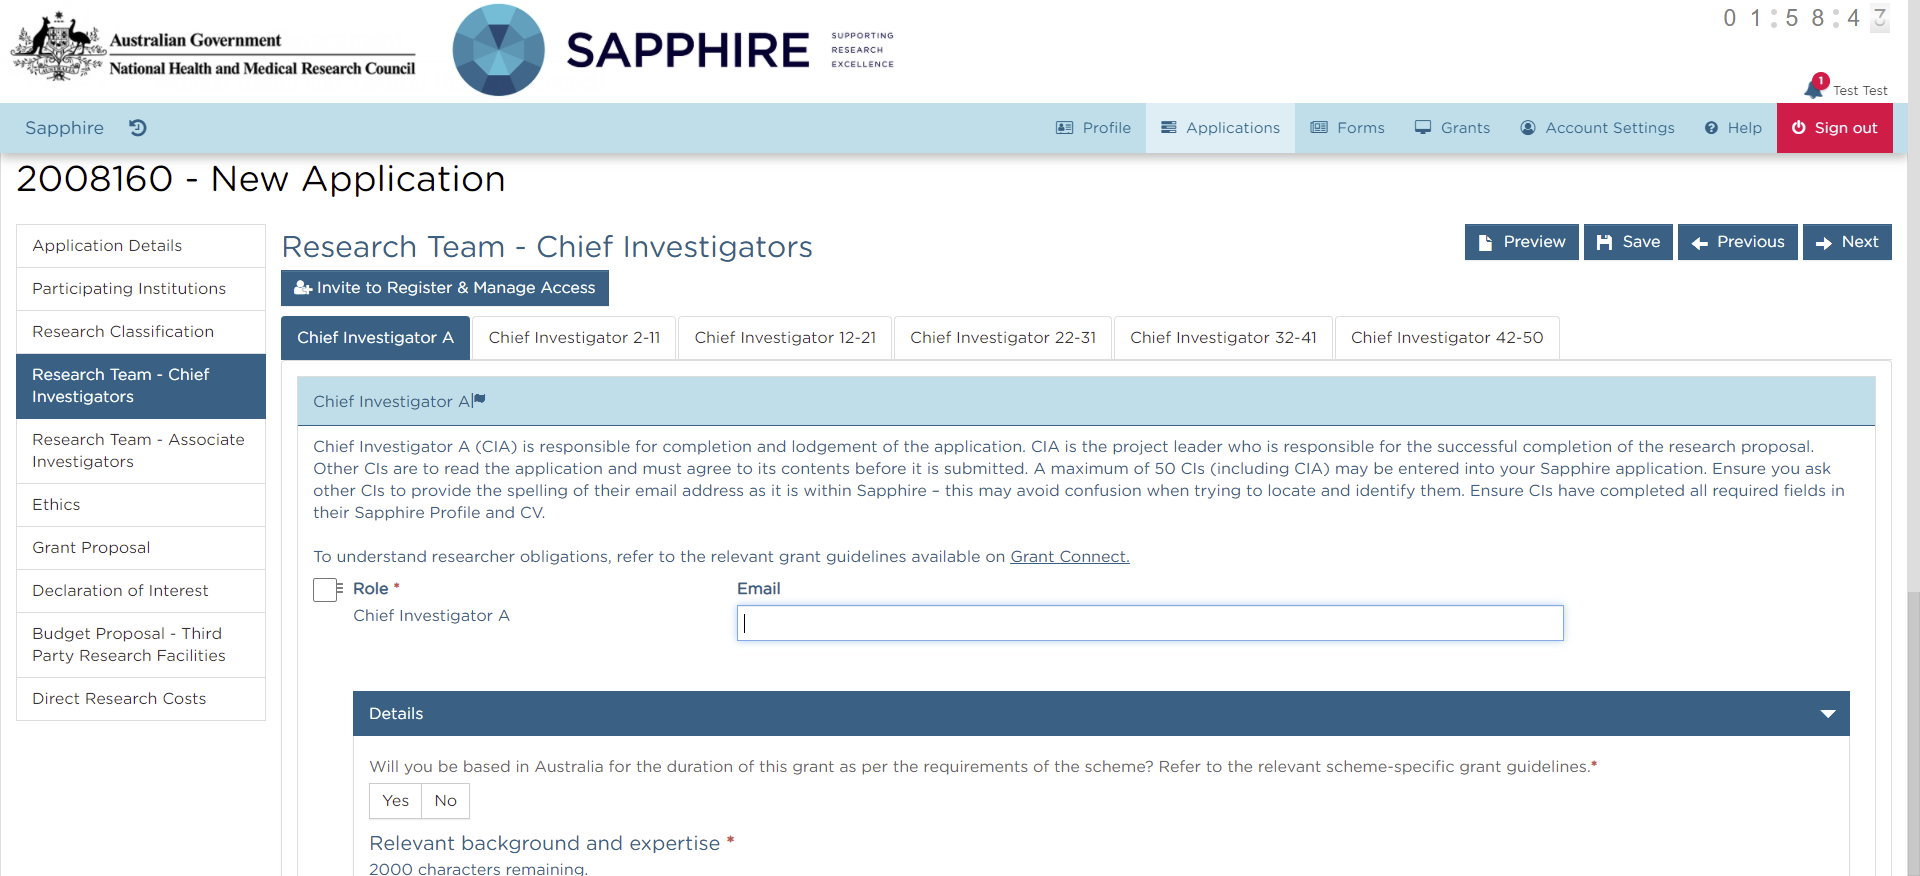 Australian Government
National Health and Medical Research Council
SAPPHIRE
SUPPORTING
RESEARCH
EXCELLENCE
01:58:43
1
Test Test
Sapphire
Profile
Applications
Forms
Grants
Account Settings
Help
Sign out
2008160 - New Application
Application Details
Participating Institutions
Research Classification
Research Team - Chief
Investigators
Research Team - Associate
Investigators
Ethics
Grant Proposal
Declaration of Interest
Budget Proposal - Third
Party Research Facilities
Direct Research Costs
Research Team - Chief Investigators
Preview
Save
Previous
Next
Invite to Register & Manage Access
Chief Investigator A
Chief Investigator 2-11
Chief Investigator 12-21
Chief Investigator 22-31
Chief Investigator 32-41
Chief Investigator 42-50
Chief Investigator A
Chief Investigator A (CIA) is responsible for completion and lodgement of the application. CIA is the project leader who is responsible for the successful completion of the research proposal.
Other CIs are to read the application and must agree to its contents before it is submitted. A maximum of 50 CIs (including CIA) may be entered into your Sapphire application. Ensure you ask
other CIs to provide the spelling of their email address as it is within Sapphire – this may avoid confusion when trying to locate and identify them. Ensure CIs have completed all required fields in
their Sapphire Profile and CV.
To understand researcher obligations, refer to the relevant grant guidelines available on Grant Connect.
Role *
Email
Chief Investigator A
Details
Will you be based in Australia for the duration of this grant as per the requirements of the scheme? Refer to the relevant scheme-specific grant guidelines.*
Yes
No
Relevant background and expertise *
2000 characters remaining.